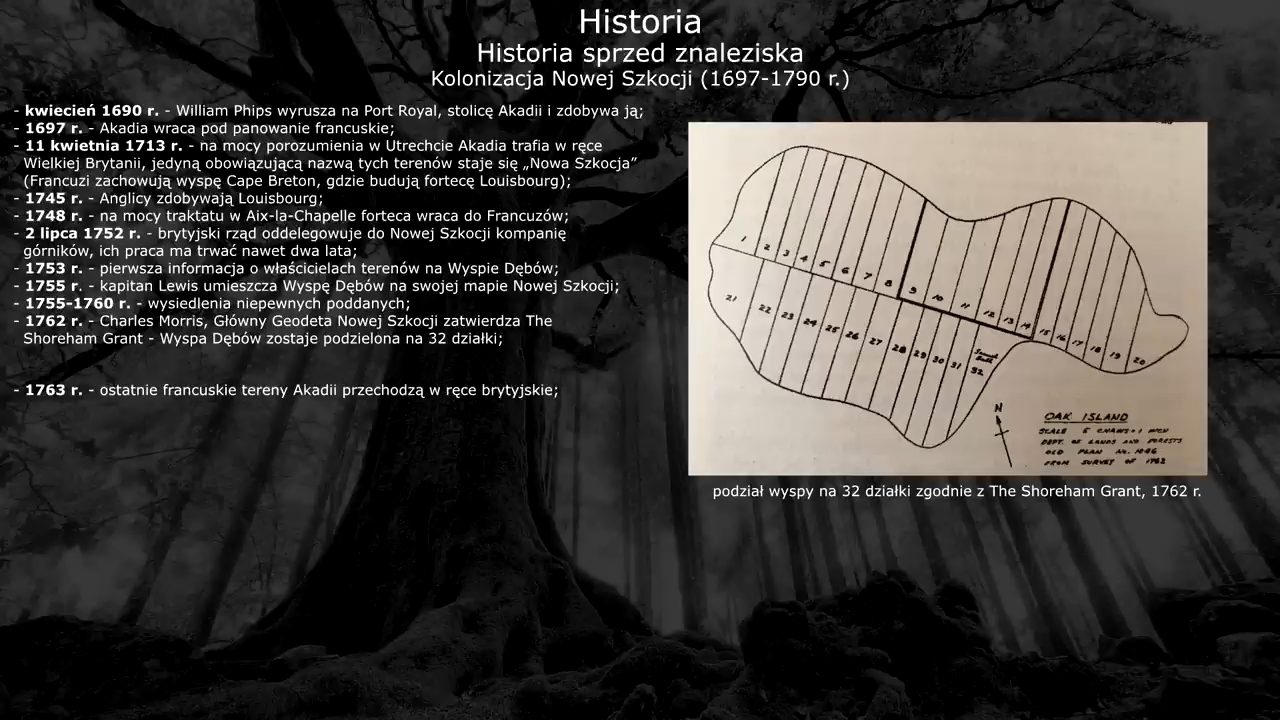 Historia
Historia sprzed znaleziska
Kolonizacja Nowej Szkocji (1697-1790 r.)
- kwiecień 1690 r. - William Phips wyrusza na Port Royal, stolicę Akadii i zdobywa ją;
- 1697 r. - Akadia wraca pod panowanie francuskie;
- 11 kwietnia 1713 r. - na mocy porozumienia w Utrechcie Akadia trafia w ręce
Wielkiej Brytanii, jedyną obowiązującą nazwą tych terenów staje się „Nowa Szkocja”
(Francuzi zachowują wyspę Cape Breton, gdzie budują fortecę Louisbourg);
- 1745 r. - Anglicy zdobywają Louisbourg;
- 1748 r. - na mocy traktatu w Aix-la-Chapelle forteca wraca do Francuzów;
- 2 lipca 1752 r. - brytyjski rząd oddelegowuje do Nowej Szkocji kompanię
górników, ich praca ma trwać nawet dwa lata;
- 1753 r. - pierwsza informacja o właścicielach terenów na Wyspie Dębów;
- 1755 r. - kapitan Lewis umieszcza Wyspę Dębów na swojej mapie Nowej Szkocji;
- 1755-1760 r. - wysiedlenia niepewnych poddanych;
- 1762 r. - Charles Morris, Główny Geodeta Nowej Szkocji zatwierdza The
Shoreham Grant - Wyspa Dębów zostaje podzielona na 32 działki;
- 1763 r. - ostatnie francuskie tereny Akadii przechodzą w ręce brytyjskie;
1 2 3 4 5 6 7 8 9 10 11 12 13 14 15 16 17 18 19 20
21 22 23 24 25 26 27 28 29 30 31 32
Samuel
Ball
N
OAK ISLAND
SCALE 5 CHAINS = 1 INCH
DEPT. OF LANDS AND FORESTS
OLD PLAN NO.
FROM SURVEY OF 1762
podział wyspy na 32 działki zgodnie z The Shoreham Grant, 1762 r.